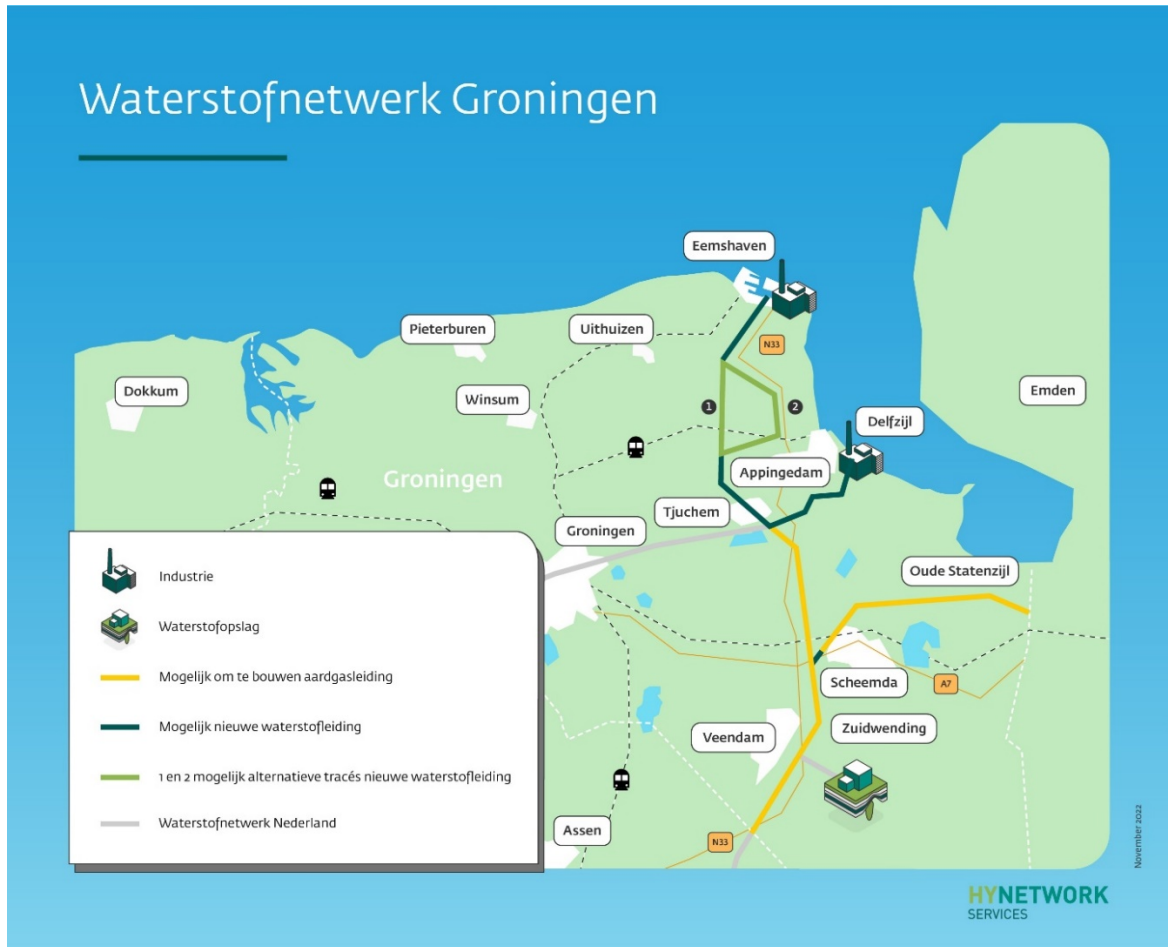 Waterstofnetwerk Groningen
Eemshaven
Pieterburen
Uithuizen
N33
Dokkum
Winsum
Emden
1
2
Delfzijl
Appingedam
Groningen
Tjuchem
Groningen
Oude Statenzijl
Scheemda
A7
Veendam
Zuidwending
Assen
N33
Industrie
Waterstofopslag
Mogelijk om te bouwen aardgasleiding
Mogelijk nieuwe waterstofleiding
1 en 2 mogelijk alternatieve tracés nieuwe waterstofleiding
Waterstofnetwerk Nederland
November 2022
HYNETWORK
SERVICES